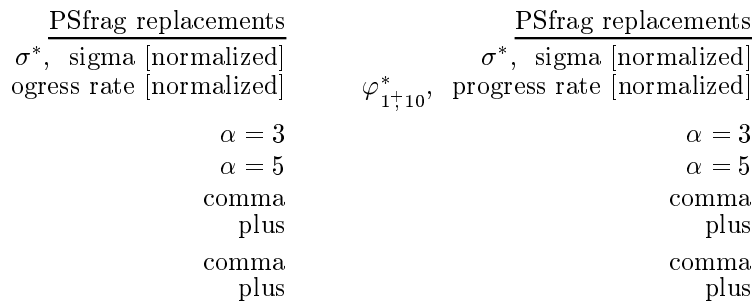 PSfrag replacements
σ*, sigma [normalized]
ogress rate [normalized]
α = 3
α = 5
comma
plus
comma
plus
PSfrag replacements
σ*, sigma [normalized]
φ*₁⁺,₁₀, progress rate [normalized]
α = 3
α = 5
comma
plus
comma
plus